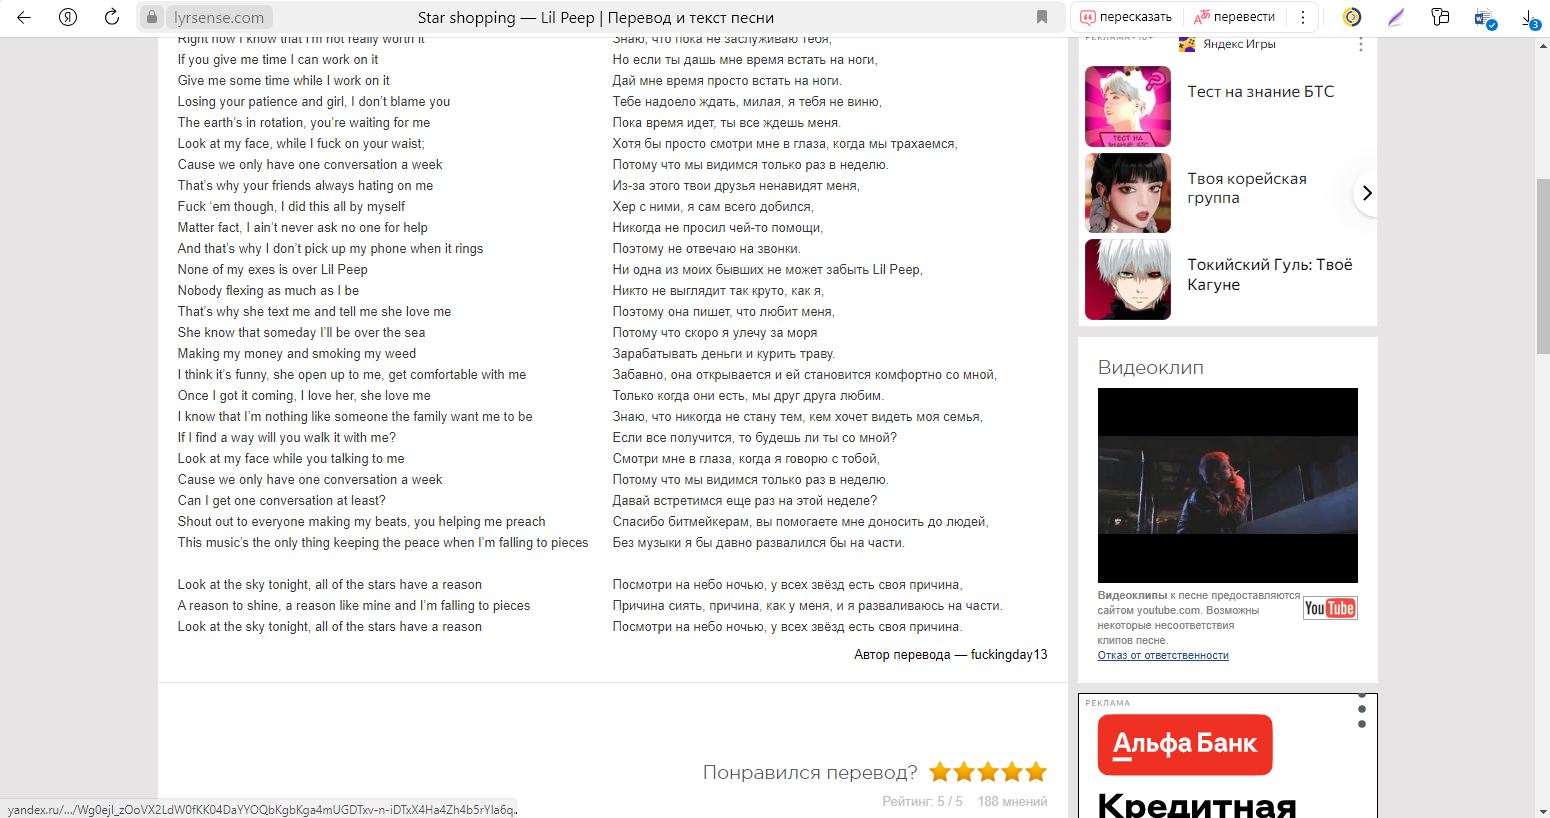 lyrsense.com
Star shopping — Lil Peep | Перевод и текст песни
пересказать
перевести
3
Right now I know that I'm not really worth it
If you give me time I can work on it
Give me some time while I work on it
Losing your patience and girl, I don't blame you
The earth's in rotation, you're waiting for me
Look at my face, while I fuck on your waist;
Cause we only have one conversation a week
That's why your friends always hating on me
Fuck 'em though, I did this all by myself
Matter fact, I ain't never ask no one for help
And that's why I don't pick up my phone when it rings
None of my exes is over Lil Peep
Nobody flexing as much as I be
That's why she text me and tell me she love me
She know that someday I'll be over the sea
Making my money and smoking my weed
I think it's funny, she open up to me, get comfortable with me
Once I got it coming, I love her, she love me
I know that I'm nothing like someone the family want me to be
If I find a way will you walk it with me?
Look at my face while you talking to me
Cause we only have one conversation a week
Can I get one conversation at least?
Shout out to everyone making my beats, you helping me preach
This music's the only thing keeping the peace when I'm falling to pieces
Look at the sky tonight, all of the stars have a reason
A reason to shine, a reason like mine and I'm falling to pieces
Look at the sky tonight, all of the stars have a reason
Знаю, что пока не заслуживаю тебя,
Но если ты дашь мне время встать на ноги,
Дай мне время просто встать на ноги.
Тебе надоело ждать, милая, я тебя не виню,
Пока время идет, ты все ждешь меня.
Хотя бы просто смотри мне в глаза, когда мы трахаемся,
Потому что мы видимся только раз в неделю.
Из-за этого твои друзья ненавидят меня,
Хер с ними, я сам всего добился,
Никогда не просил чей-то помощи,
Поэтому не отвечаю на звонки.
Ни одна из моих бывших не может забыть Lil Peep,
Никто не выглядит так круто, как я,
Поэтому она пишет, что любит меня,
Потому что скоро я улечу за моря
Зарабатывать деньги и курить траву.
Забавно, она открывается и ей становится комфортно со мной,
Только когда они есть, мы друг друга любим.
Знаю, что никогда не стану тем, кем хочет видеть моя семья,
Если все получится, то будешь ли ты со мной?
Смотри мне в глаза, когда я говорю с тобой,
Потому что мы видимся только раз в неделю.
Давай встретимся еще раз на этой неделе?
Спасибо битмейкерам, вы помогаете мне доносить до людей,
Без музыки я бы давно развалился бы на части.
Посмотри на небо ночью, у всех звёзд есть своя причина,
Причина сиять, причина, как у меня, и я разваливаюсь на части.
Посмотри на небо ночью, у всех звёзд есть своя причина.
Автор перевода — fuckingday13
Понравился перевод?
Рейтинг: 5 / 5 188 мнений
Яндекс Игры
ТЕСТ НА
ЗНАНИЕ БТС
Тест на знание БТС
Твоя корейская
группа
Токийский Гуль: Твоё
Кагуне
Видеоклип
Видеоклипы к песне предоставляются
сайтом youtube.com. Возможны
некоторые несоответствия
клипов песне.
YouTube
Отказ от ответственности
РЕКЛАМА
Альфа Банк
Кредитная
yandex.ru/.../Wg0ejI_zOoVX2LdW0fKK04DaYYOQbKgbKga4mUGDTxv-n-iDTxX4Ha4Zh4b5rYIa6q...